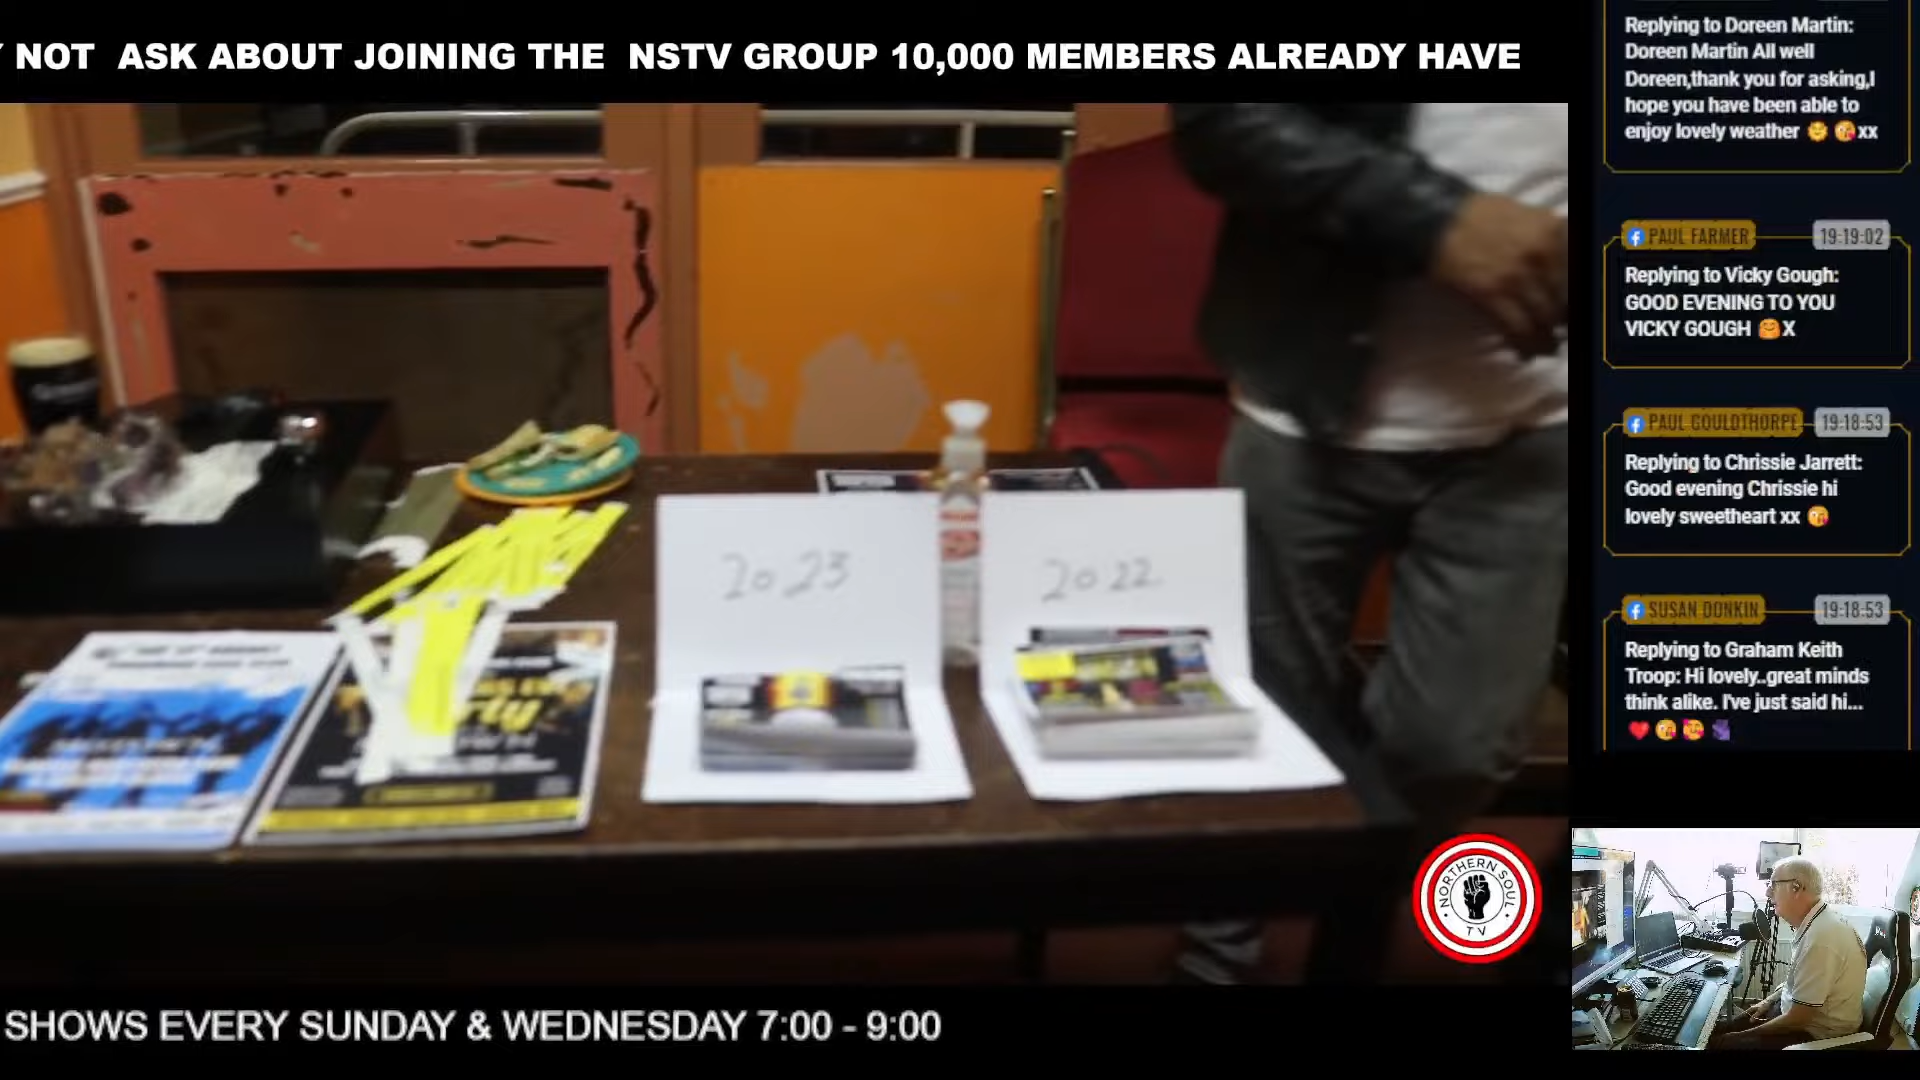 NOT ASK ABOUT JOINING THE NSTV GROUP 10,000 MEMBERS ALREADY HAVE
2023
2022
NORTHERN SOUL
TV
SHOWS EVERY SUNDAY & WEDNESDAY 7:00 - 9:00
Replying to Doreen Martin:
Doreen Martin All well
Doreen,thank you for asking,I
hope you have been able to
enjoy lovely weather 🌞 😘xx
PAUL FARMER 19:19:02
Replying to Vicky Gough:
GOOD EVENING TO YOU
VICKY GOUGH 🤗X
PAUL GOULDTHORPE 19:18:53
Replying to Chrissie Jarrett:
Good evening Chrissie hi
lovely sweetheart xx 😘
SUSAN DONKIN 19:18:53
Replying to Graham Keith
Troop: Hi lovely..great minds
think alike. I've just said hi...